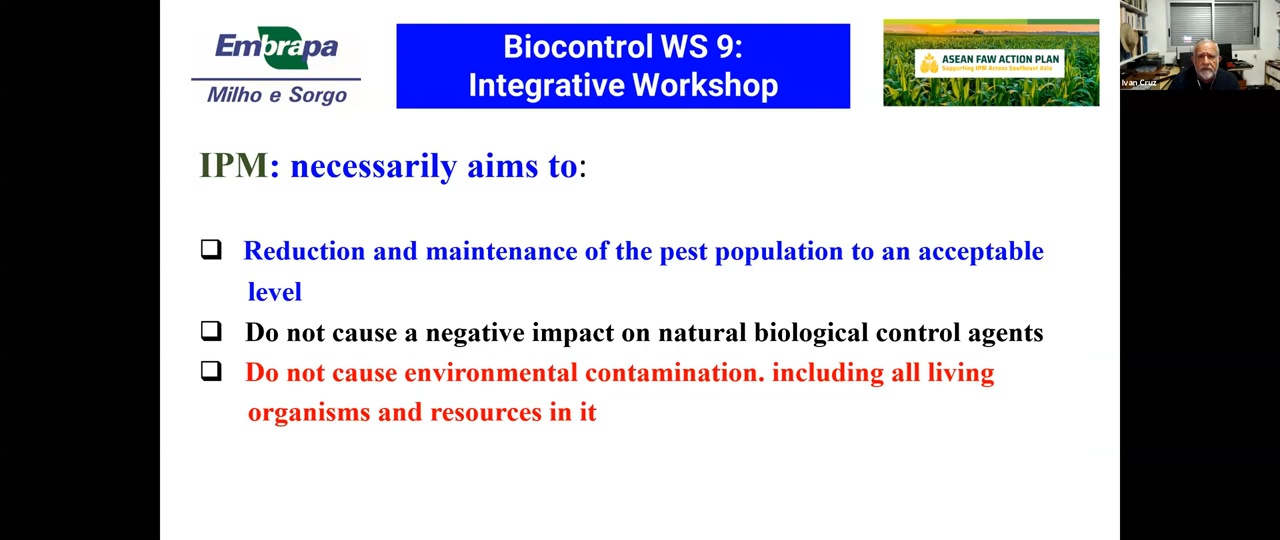 Embrapa
Milho e Sorgo
Biocontrol WS 9:
Integrative Workshop
ASEAN FAW ACTION PLAN
Supporting IPM Across Southeast Asia
Ivan Cruz
IPM: necessarily aims to:
Reduction and maintenance of the pest population to an acceptable
level
Do not cause a negative impact on natural biological control agents
Do not cause environmental contamination. including all living
organisms and resources in it